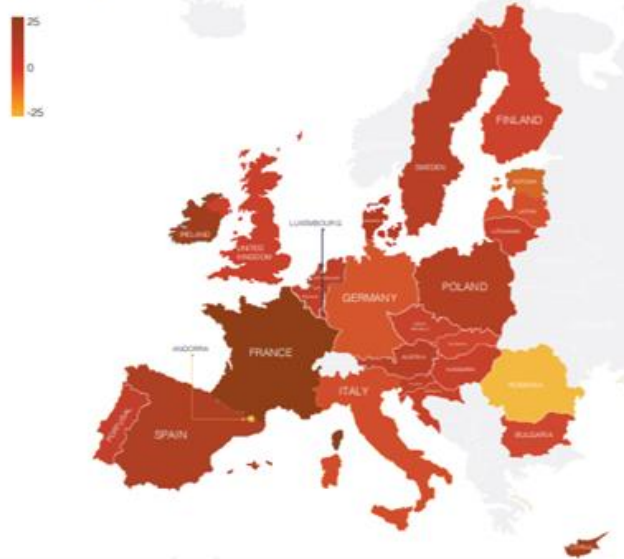 25
0
-25
FINLAND
SWEDEN
ESTONIA
LATVIA
LITHUANIA
IRELAND
UNITED
KINGDOM
LUXEMBOURG
GERMANY
POLAND
FRANCE
AUSTRIA
ANDORRA
ITALY
ROMANIA
PORTUGAL
SPAIN
BULGARIA